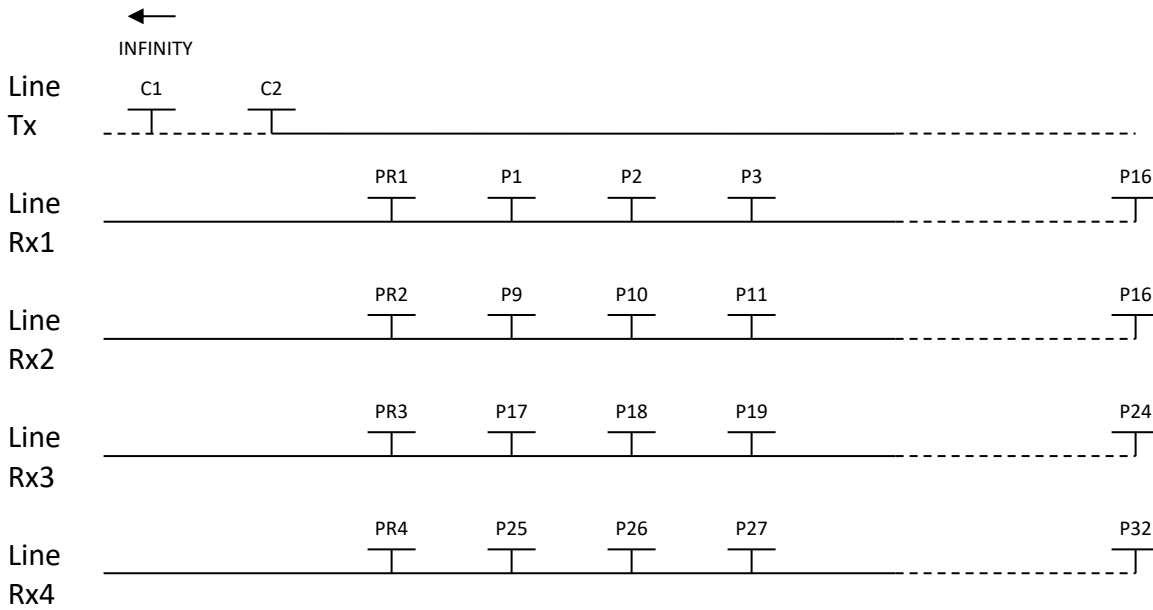 INFINITY
Line
Tx
C1 C2
Line
Rx1
PR1 P1 P2 P3 P16
Line
Rx2
PR2 P9 P10 P11 P16
Line
Rx3
PR3 P17 P18 P19 P24
Line
Rx4
PR4 P25 P26 P27 P32